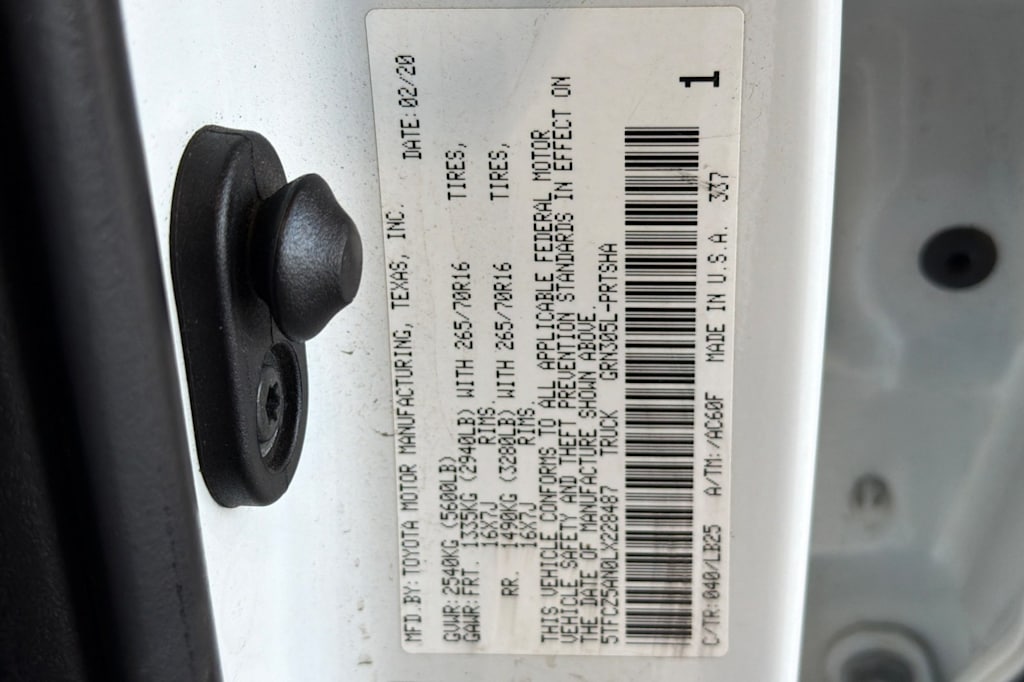 MFD.BY:TOYOTA MOTOR MANUFACTURING, TEXAS, INC. DATE:02/20
GVWR:2540KG (5600LB)
GAWR:FRT. 1335KG (2940LB) WITH 265/70R16 TIRES,
16X7J RIMS.
RR. 1490KG (3280LB) WITH 265/70R16 TIRES,
16X7J RIMS.
THIS VEHICLE CONFORMS TO ALL APPLICABLE FEDERAL MOTOR
VEHICLE SAFETY AND THEFT PREVENTION STANDARDS IN EFFECT ON
THE DATE OF MANUFACTURE SHOWN ABOVE.
5TFCZ5AN0LX228487 TRUCK GRN305L-PRTSHA
1
C/TR:040/LB25 A/TM:/AC60F MADE IN U.S.A. 337